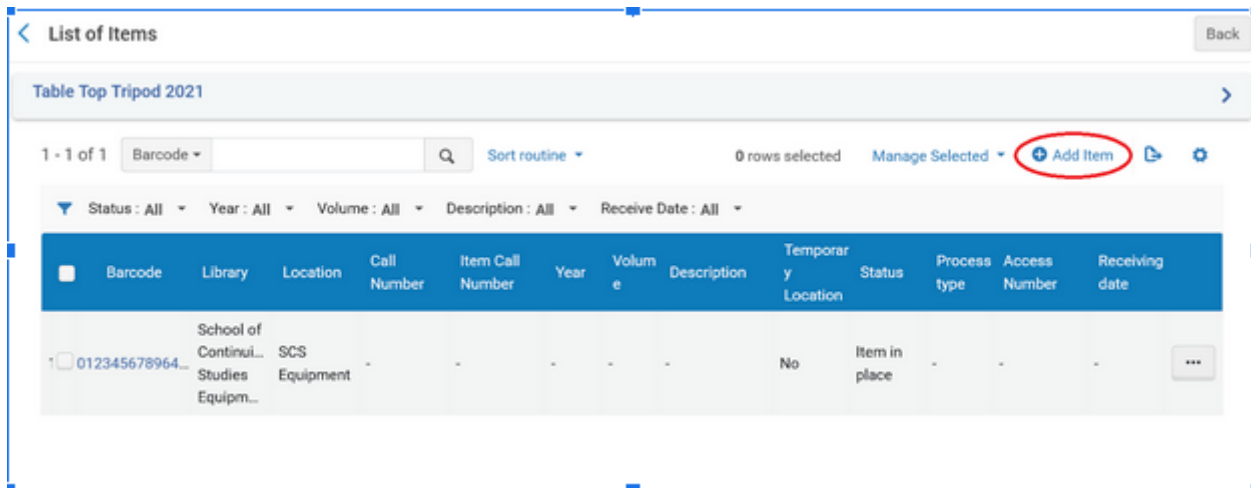 List of Items
Back
Table Top Tripod 2021
1 - 1 of 1 Barcode Sort routine 0 rows selected Manage Selected Add Item
Status : All Year : All Volume : All Description : All Receive Date : All
Barcode Library Location Call Number Item Call Number Year Volum e Description Temporar y Location Status Process type Access Number Receiving date
1 012345678964... School of Continui... Studies Equipm... SCS Equipment - - - - - No Item in place - - - ...